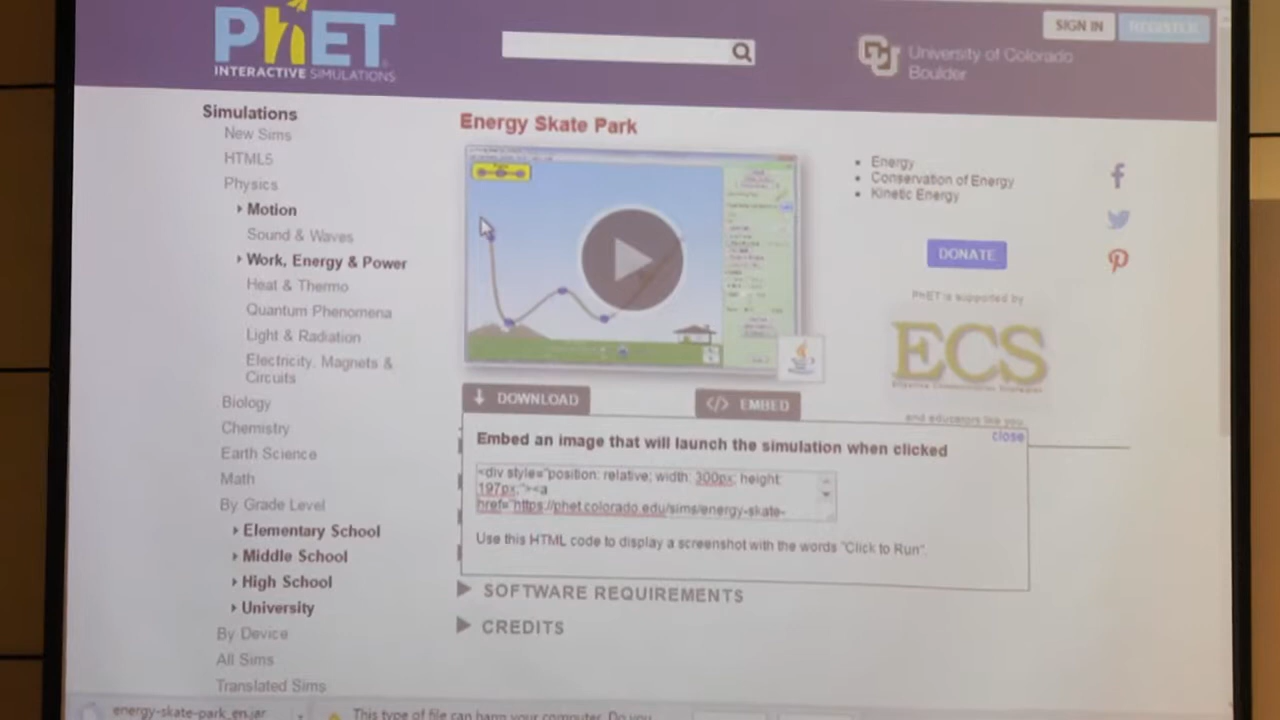 PhET
INTERACTIVE SIMULATIONS
SIGN IN
REGISTER
University of Colorado
Boulder
Simulations
New Sims
HTML5
Physics
Motion
Sound & Waves
Work, Energy & Power
Heat & Thermo
Quantum Phenomena
Light & Radiation
Electricity, Magnets &
Circuits
Biology
Chemistry
Earth Science
Math
By Grade Level
Elementary School
Middle School
High School
University
By Device
All Sims
Translated Sims
Energy Skate Park
DOWNLOAD
</> EMBED
Embed an image that will launch the simulation when clicked
close
<div style="position: relative; width: 300px; height:
197px;"><a
href="https://phet.colorado.edu/sims/energy-skate-
Use this HTML code to display a screenshot with the words "Click to Run".
SOFTWARE REQUIREMENTS
CREDITS
• Energy
• Conservation of Energy
• Kinetic Energy
DONATE
PhET is supported by
ECS
and educators like you
energy-skate-park_en.jar
This type of file can harm your computer. Do you